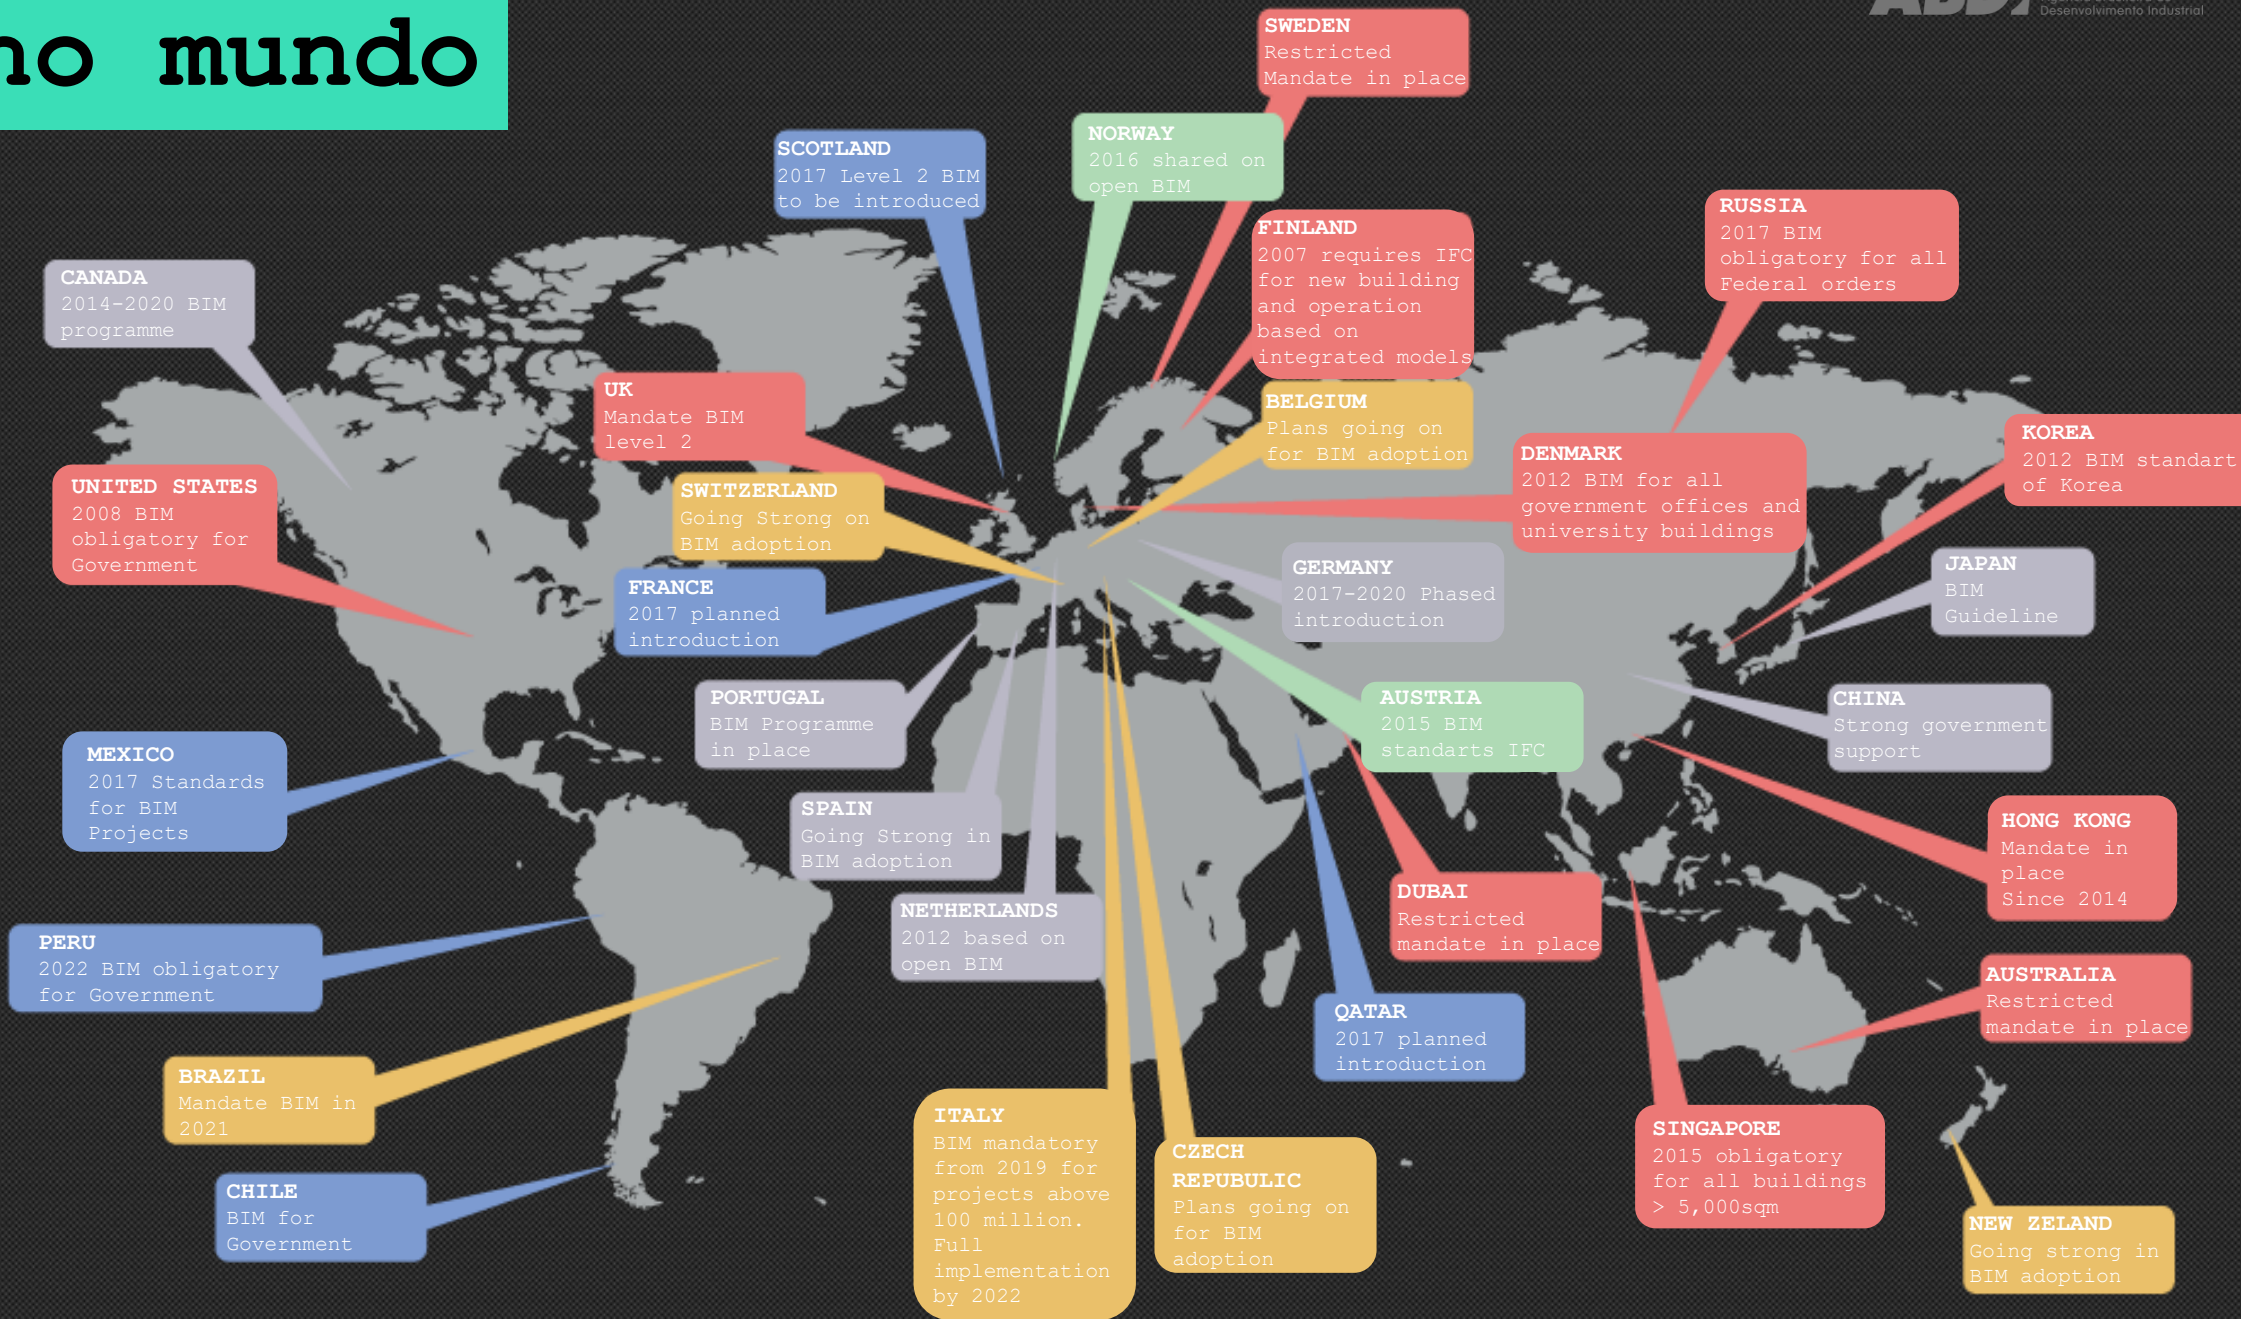 no mundo
Desenvolvimento Industrial
SWEDEN
Restricted
Mandate in place
NORWAY
2016 shared on
open BIM
SCOTLAND
2017 Level 2 BIM
to be introduced
RUSSIA
2017 BIM
obligatory for all
Federal orders
FINLAND
2007 requires IFC
for new building
and operation
based on
integrated models
CANADA
2014-2020 BIM
programme
UK
Mandate BIM
level 2
BELGIUM
Plans going on
for BIM adoption
KOREA
2012 BIM standart
of Korea
DENMARK
2012 BIM for all
government offices and
university buildings
UNITED STATES
2008 BIM
obligatory for
Government
SWITZERLAND
Going Strong on
BIM adoption
JAPAN
BIM
Guideline
GERMANY
2017-2020 Phased
introduction
FRANCE
2017 planned
introduction
PORTUGAL
BIM Programme
in place
AUSTRIA
2015 BIM
standarts IFC
CHINA
Strong government
support
MEXICO
2017 Standards
for BIM
Projects
SPAIN
Going Strong in
BIM adoption
HONG KONG
Mandate in
place
Since 2014
DUBAI
Restricted
mandate in place
NETHERLANDS
2012 based on
open BIM
PERU
2022 BIM obligatory
for Government
AUSTRALIA
Restricted
mandate in place
QATAR
2017 planned
introduction
BRAZIL
Mandate BIM in
2021
ITALY
BIM mandatory
from 2019 for
projects above
100 million.
Full
implementation
by 2022
CZECH
REPUBULIC
Plans going on
for BIM
adoption
SINGAPORE
2015 obligatory
for all buildings
> 5,000sqm
CHILE
BIM for
Government
NEW ZELAND
Going strong in
BIM adoption